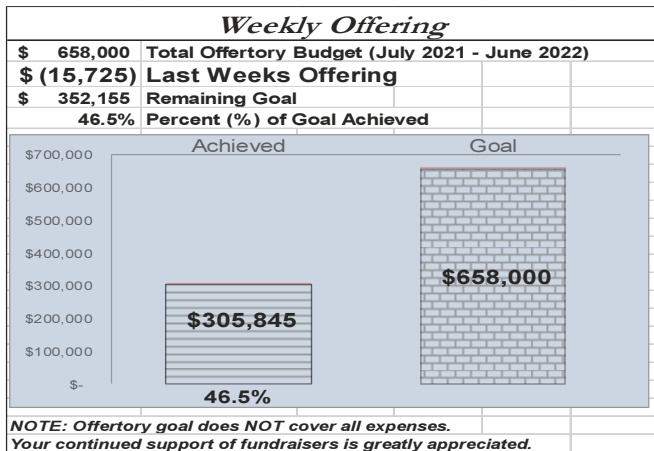 Weekly Offering
$ 658,000 Total Offertory Budget (July 2021 - June 2022)
$ (15,725) Last Weeks Offering
$ 352,155 Remaining Goal
46.5% Percent (%) of Goal Achieved
Achieved Goal
$700,000
$600,000
$500,000
$400,000
$300,000
$200,000
$100,000
$-
$658,000
$305,845
46.5%
NOTE: Offertory goal does NOT cover all expenses.
Your continued support of fundraisers is greatly appreciated.